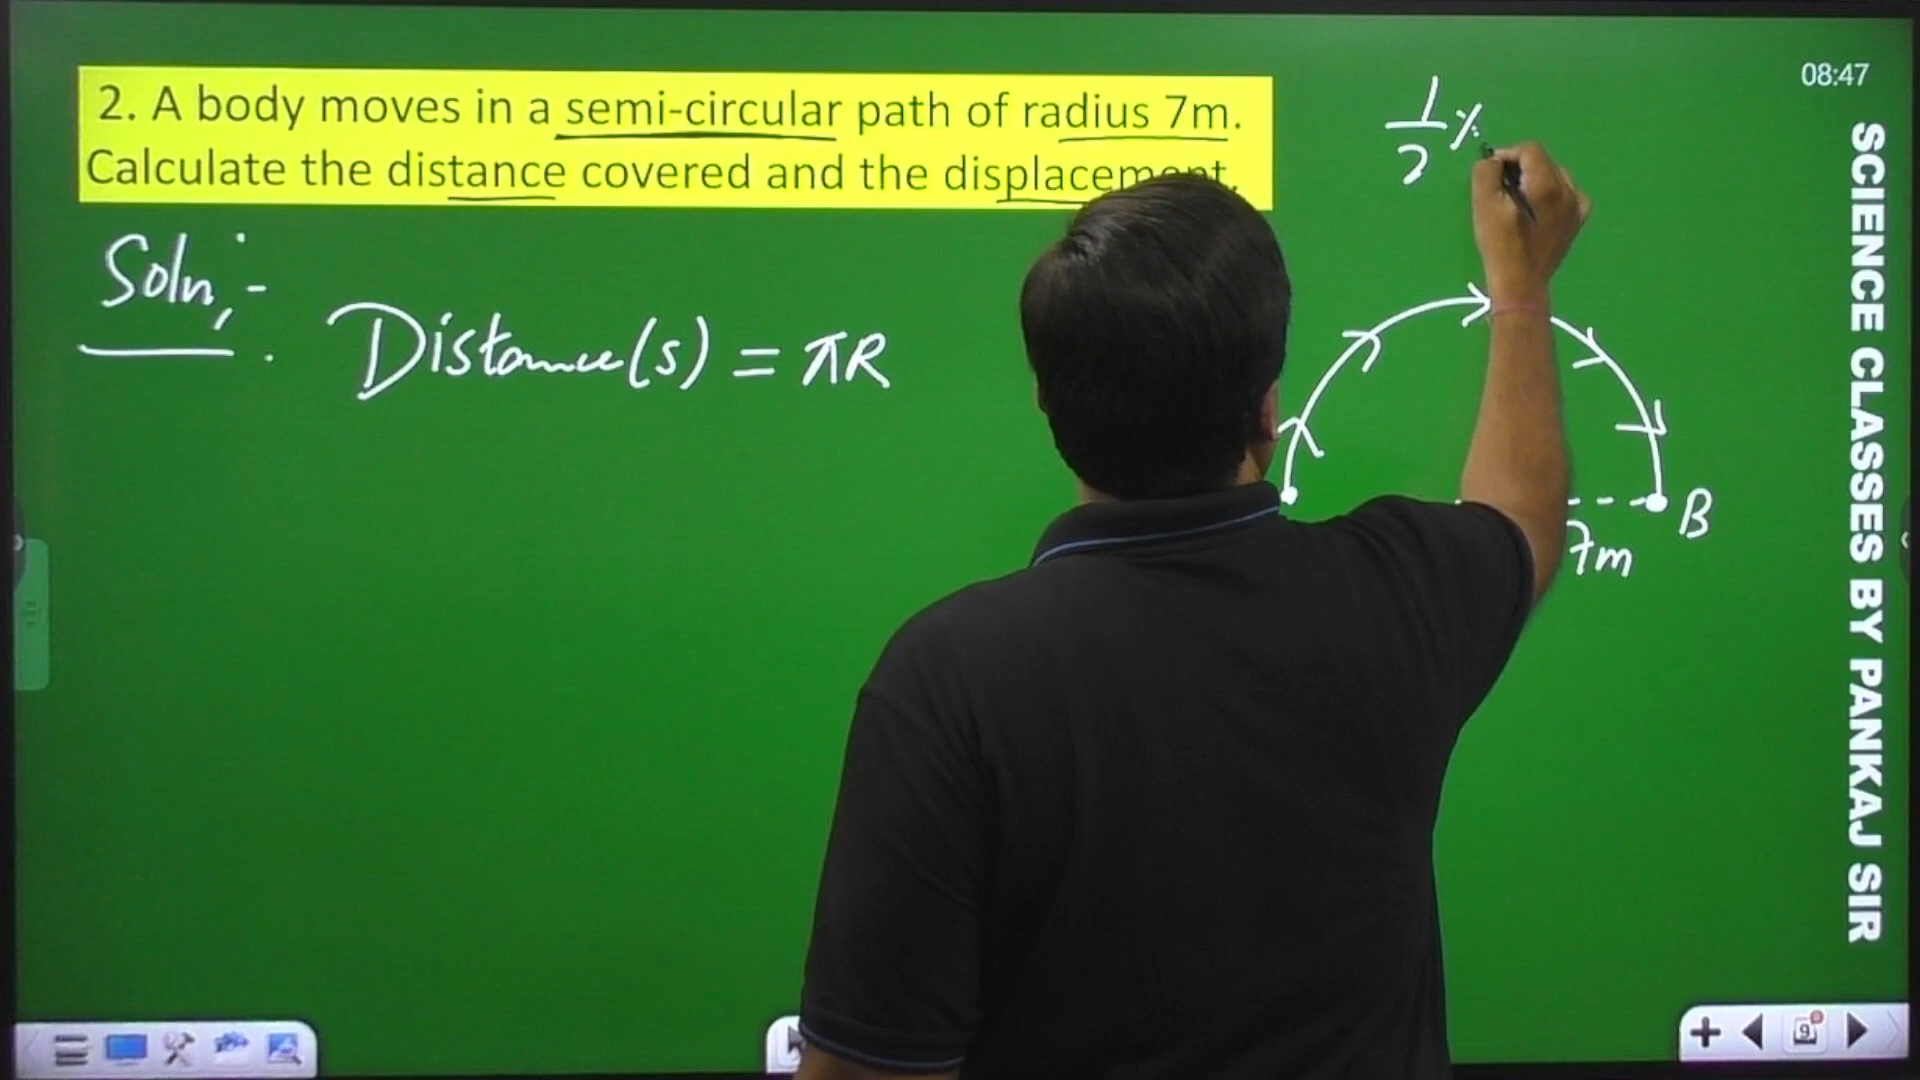 2. A body moves in a semi-circular path of radius 7m.
Calculate the distance covered and the displacement.
08:47
1/2 ×
Soln:-
Distance(s) = πR
B
7m
SCIENCE CLASSES BY PANKAJ SIR
9